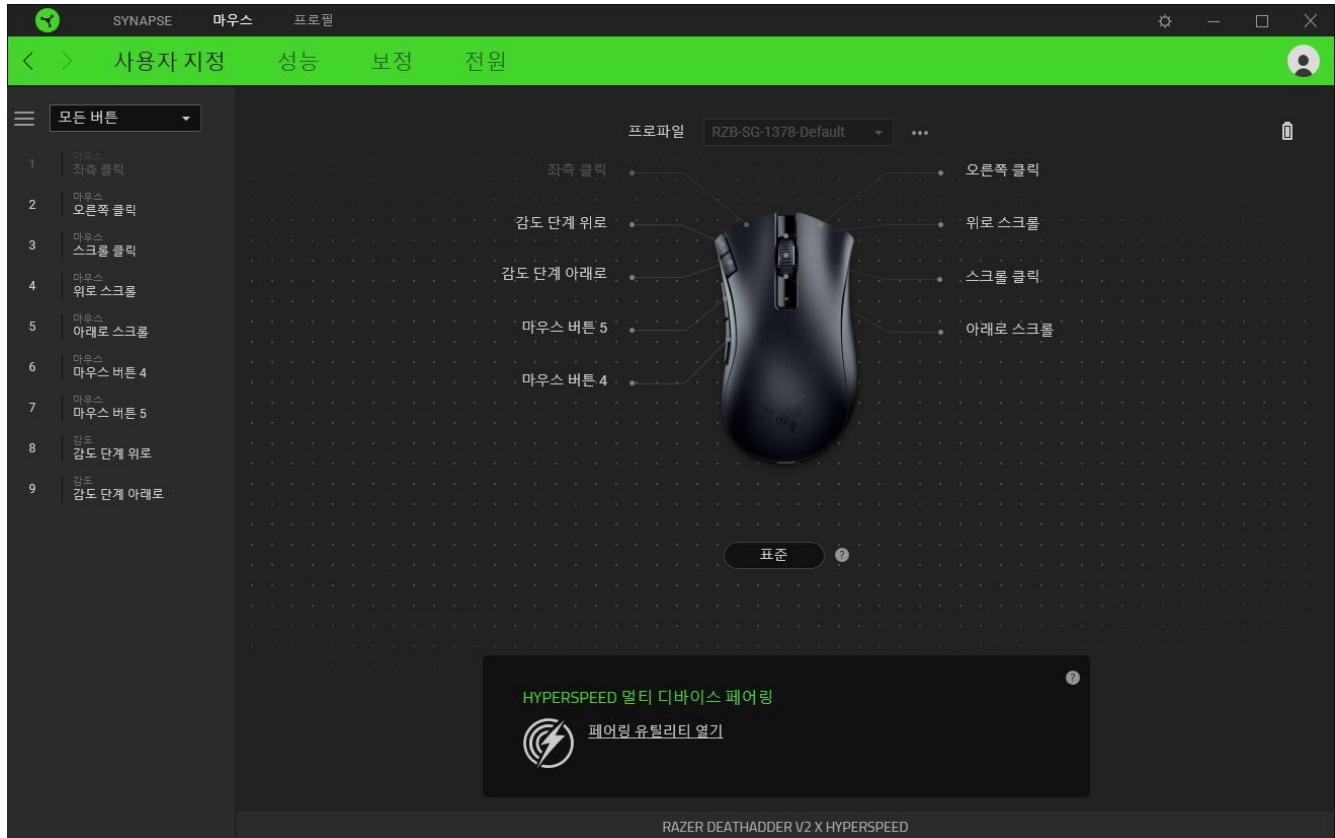 SYNAPSE 마우스 프로필
사용자 지정 성능 보정 전원
모든 버튼
프로파일 RZB-SG-1378-Default
1 마우스
좌측 클릭
2 마우스
오른쪽 클릭
3 마우스
스크롤 클릭
4 마우스
위로 스크롤
5 마우스
아래로 스크롤
6 마우스
마우스 버튼 4
7 마우스
마우스 버튼 5
8 감도
감도 단계 위로
9 감도
감도 단계 아래로
좌측 클릭
감도 단계 위로
감도 단계 아래로
마우스 버튼 5
마우스 버튼 4
오른쪽 클릭
위로 스크롤
스크롤 클릭
아래로 스크롤
표준 ?
?
HYPERSPEED 멀티 디바이스 페어링
페어링 유틸리티 열기
RAZER DEATHADDER V2 X HYPERSPEED